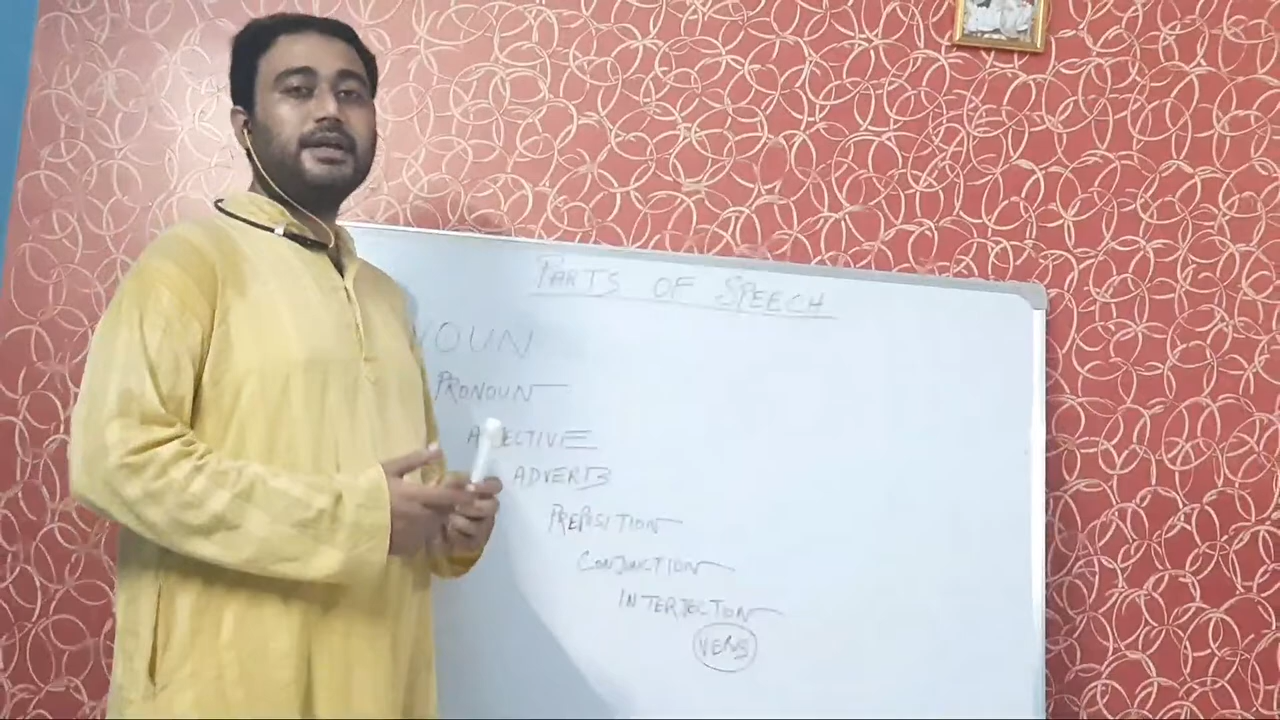 PARTS OF SPEECH
NOUN
PRONOUN
ADJECTIVE
ADVERB
PREPOSITION
CONJUNCTION
INTERJECTION
VERB